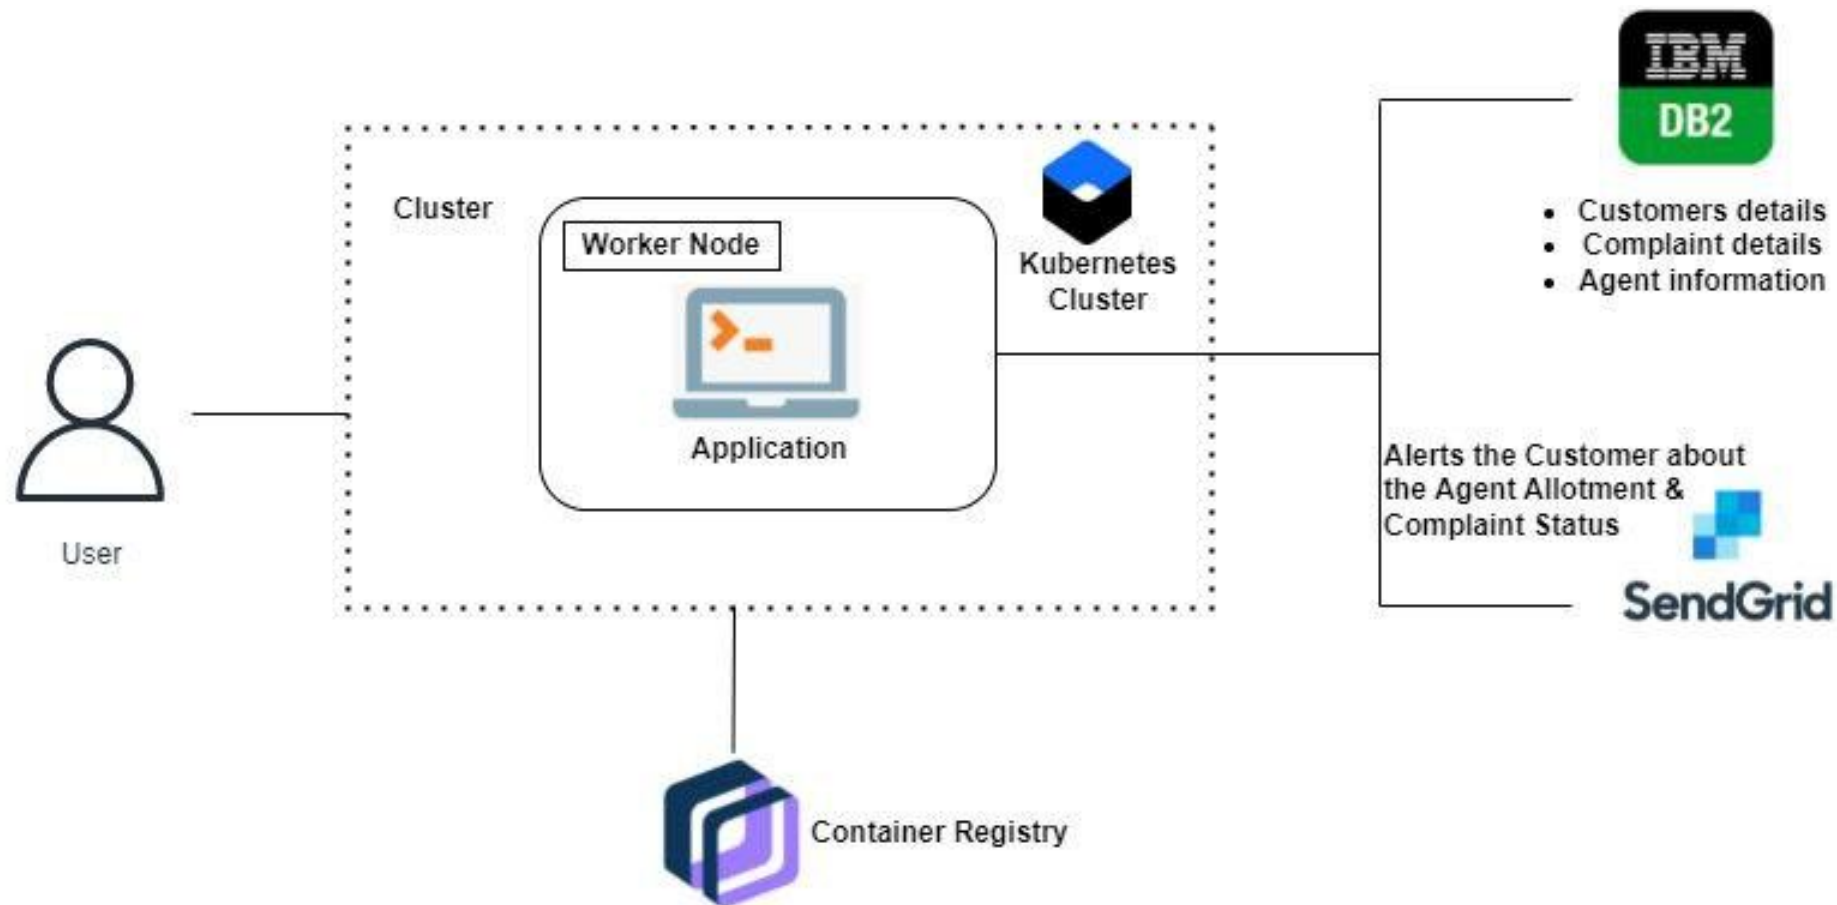 IBM
DB2
Cluster
Worker Node
Kubernetes
Cluster
• Customers details
• Complaint details
• Agent information
Application
User
Alerts the Customer about
the Agent Allotment &
Complaint Status
SendGrid
Container Registry